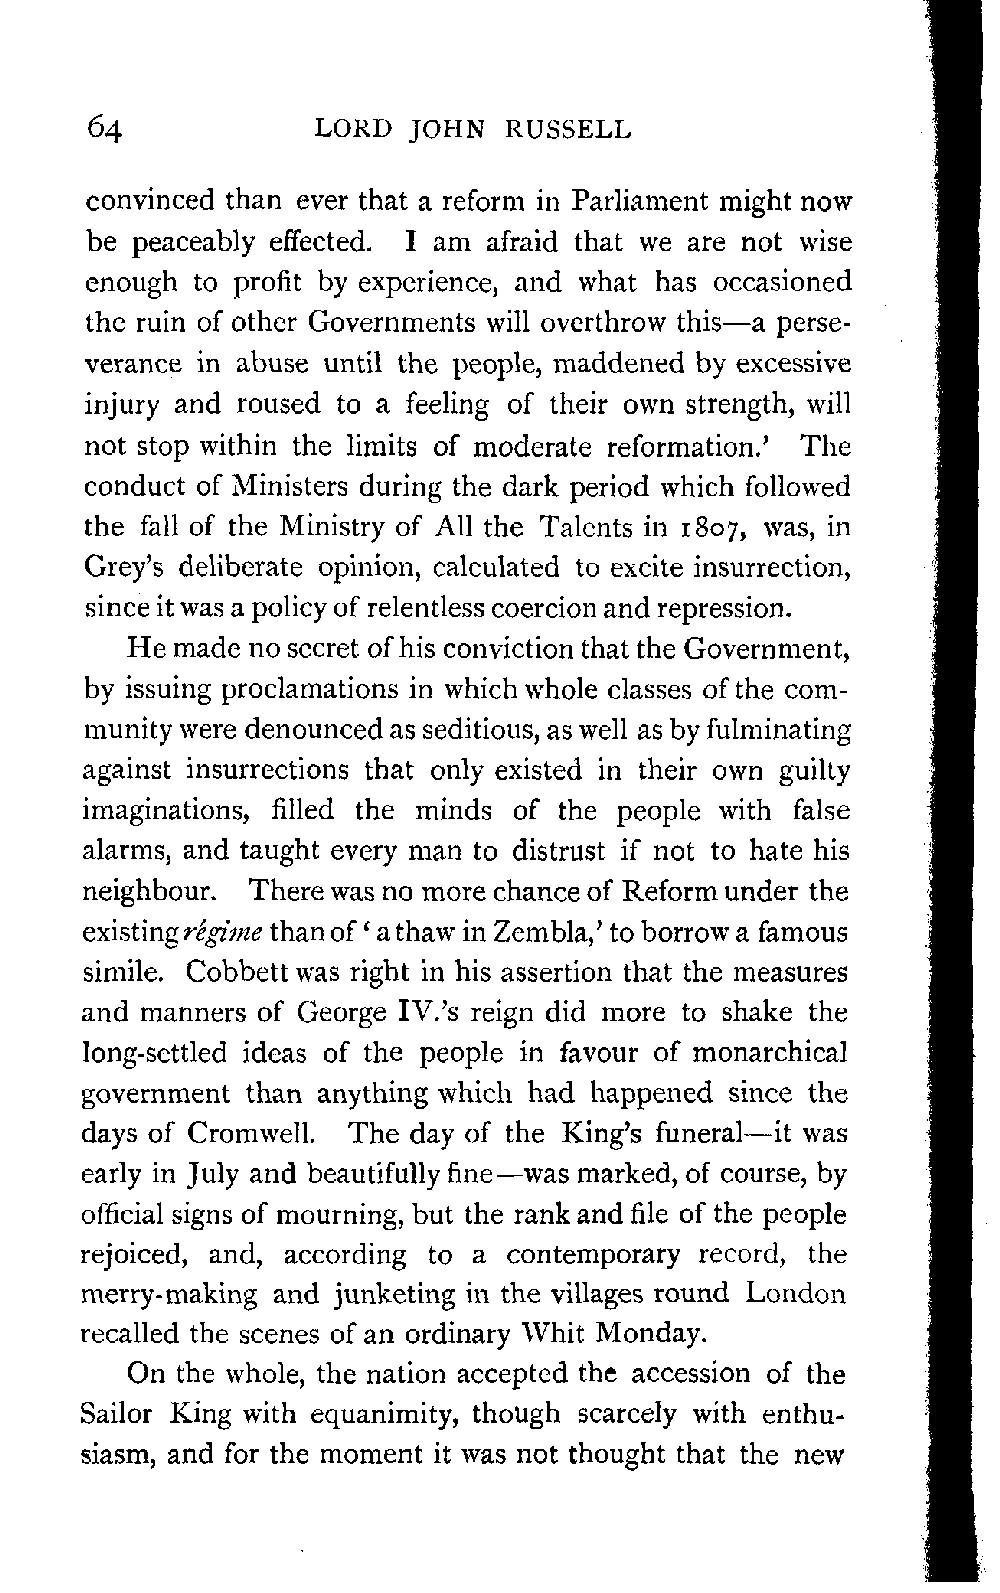 64 LORD JOHN RUSSELL
convinced than ever that a reform in Parliament might now
be peaceably effected. I am afraid that we are not wise
enough to profit by experience, and what has occasioned
the ruin of other Governments will overthrow this—a perse-
verance in abuse until the people, maddened by excessive
injury and roused to a feeling of their own strength, will
not stop within the limits of moderate reformation.' The
conduct of Ministers during the dark period which followed
the fall of the Ministry of All the Talents in 1807, was, in
Grey's deliberate opinion, calculated to excite insurrection,
since it was a policy of relentless coercion and repression.
He made no secret of his conviction that the Government,
by issuing proclamations in which whole classes of the com-
munity were denounced as seditious, as well as by fulminating
against insurrections that only existed in their own guilty
imaginations, filled the minds of the people with false
alarms, and taught every man to distrust if not to hate his
neighbour. There was no more chance of Reform under the
existing régime than of ' a thaw in Zembla,' to borrow a famous
simile. Cobbett was right in his assertion that the measures
and manners of George IV.'s reign did more to shake the
long-settled ideas of the people in favour of monarchical
government than anything which had happened since the
days of Cromwell. The day of the King's funeral—it was
early in July and beautifully fine—was marked, of course, by
official signs of mourning, but the rank and file of the people
rejoiced, and, according to a contemporary record, the
merry-making and junketing in the villages round London
recalled the scenes of an ordinary Whit Monday.
On the whole, the nation accepted the accession of the
Sailor King with equanimity, though scarcely with enthu-
siasm, and for the moment it was not thought that the new